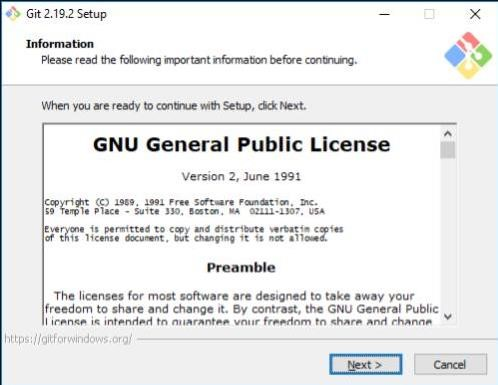 Git 2.19.2 Setup
Information
Please read the following important information before continuing.
When you are ready to continue with Setup, click Next.
GNU General Public License
Version 2, June 1991
Copyright (C) 1989, 1991 Free Software Foundation, Inc.
59 Temple Place - Suite 330, Boston, MA  02111-1307, USA
Everyone is permitted to copy and distribute verbatim copies
of this license document, but changing it is not allowed.
Preamble
The licenses for most software are designed to take away your
freedom to share and change it. By contrast, the GNU General Public
License is intended to guarantee your freedom to share and change
https://gitforwindows.org/
Next >
Cancel